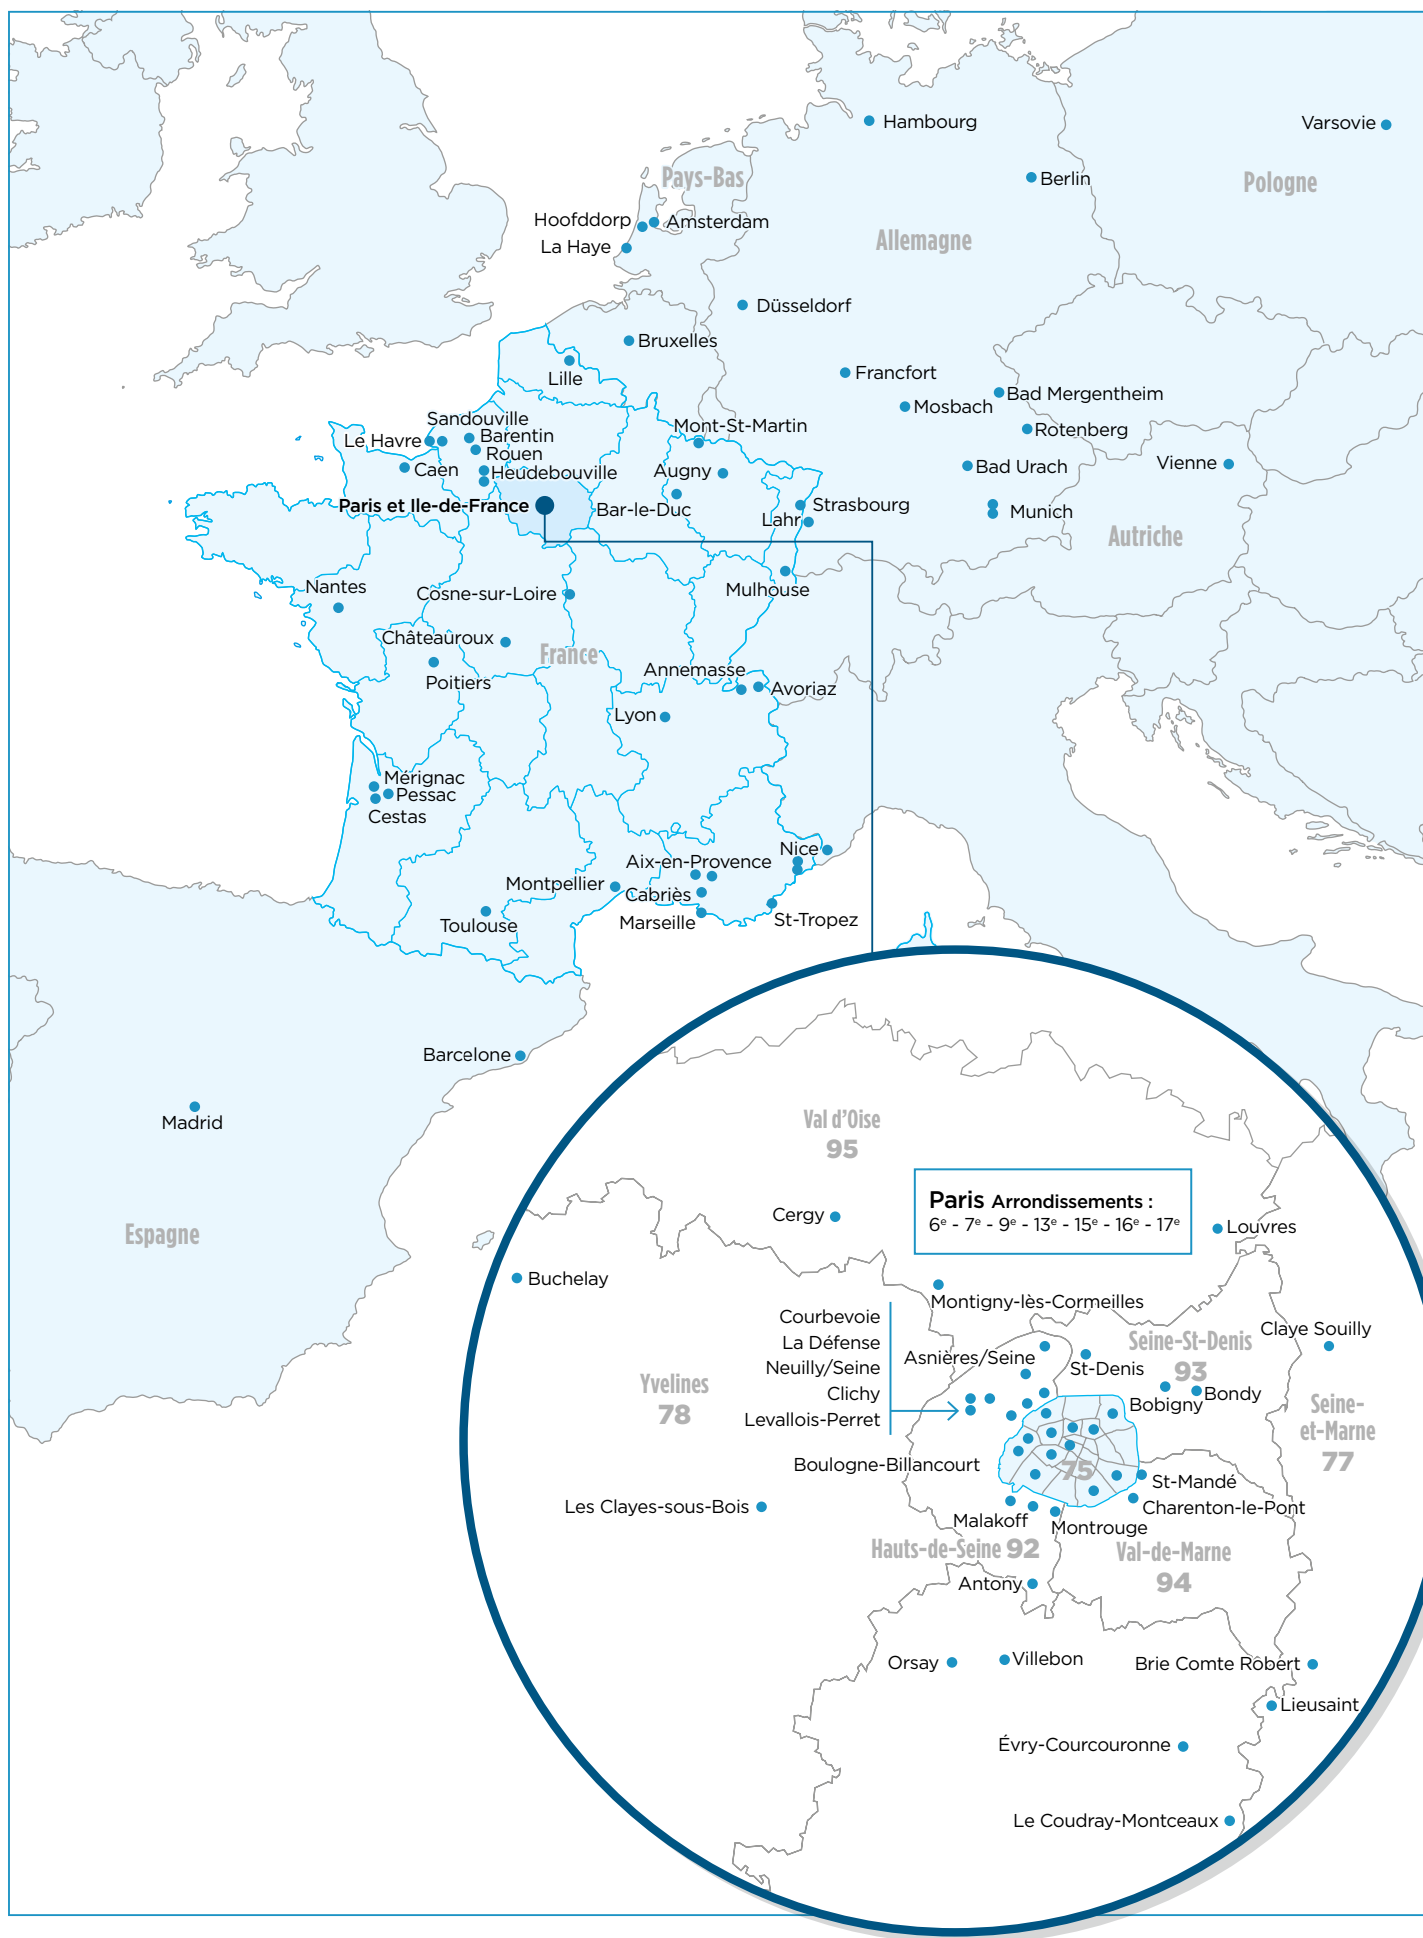 Hambourg
Varsovie
Pays-Bas
Berlin
Pologne
Hoofddorp
Amsterdam
La Haye
Allemagne
Düsseldorf
Bruxelles
Lille
Francfort
Bad Mergentheim
Mosbach
Sandouville
Mont-St-Martin
Rotenberg
Le Havre
Barentin
Rouen
Caen
Heudebouville
Augny
Bad Urach
Vienne
Paris et Ile-de-France
Bar-le-Duc
Strasbourg
Lahr
Munich
Autriche
Nantes
Cosne-sur-Loire
Mulhouse
Châteauroux
France
Annemasse
Poitiers
Avoriaz
Lyon
Mérignac
Pessac
Cestas
Nice
Aix-en-Provence
Montpellier
Cabriès
Toulouse
Marseille
St-Tropez
Barcelone
Madrid
Espagne
Val d'Oise
95
Paris Arrondissements :
6e - 7e - 9e - 13e - 15e - 16e - 17e
Cergy
Louvres
Buchelay
Montigny-lès-Cormeilles
Courbevoie
La Défense
Neuilly/Seine
Clichy
Levallois-Perret
Asnières/Seine
St-Denis
Seine-St-Denis
93
Claye Souilly
Yvelines
78
Bobigny
Bondy
Seine-
et-Marne
77
Boulogne-Billancourt
75
St-Mandé
Les Clayes-sous-Bois
Charenton-le-Pont
Malakoff
Montrouge
Hauts-de-Seine 92
Val-de-Marne
94
Antony
Orsay
Villebon
Brie Comte Robert
Lieusaint
Évry-Courcouronne
Le Coudray-Montceaux